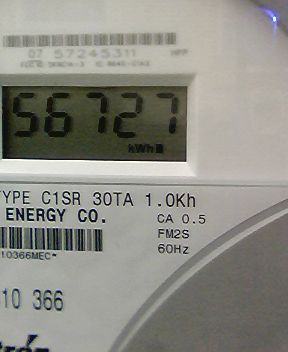 07 57245311
56727
kWh
TYPE C1SR 30TA 1.0Kh
ENERGY CO.
CA 0.5
FM2S
60Hz
10366MEC*
10 366